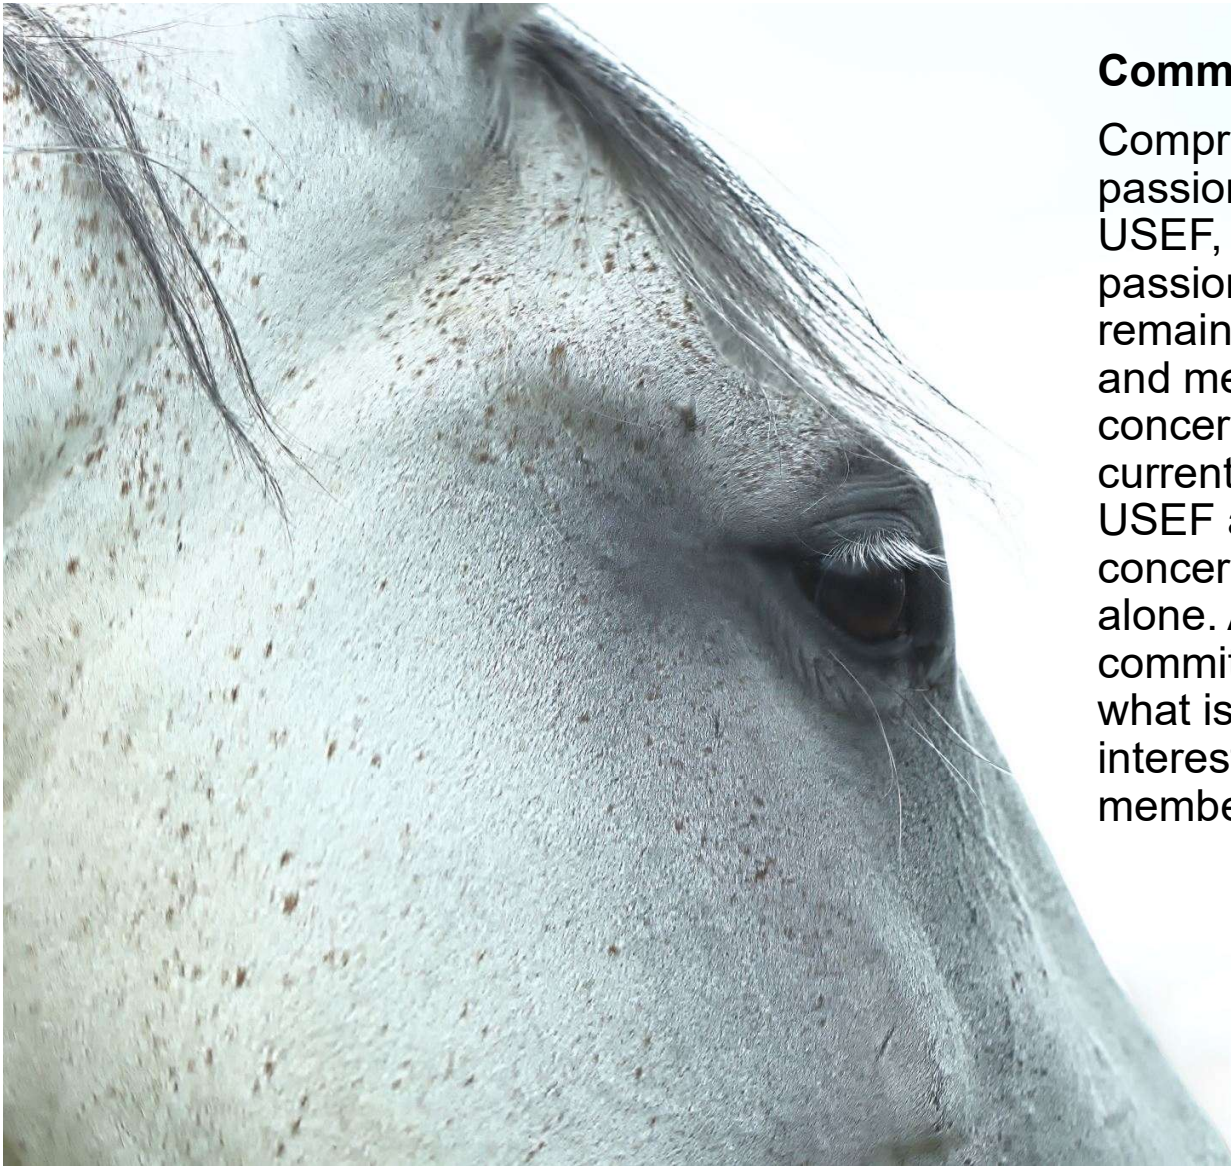 Comm
Compr
passion
USEF,
passion
remain
and me
concer
current
USEF a
concer
alone. A
commit
what is
interes
membe